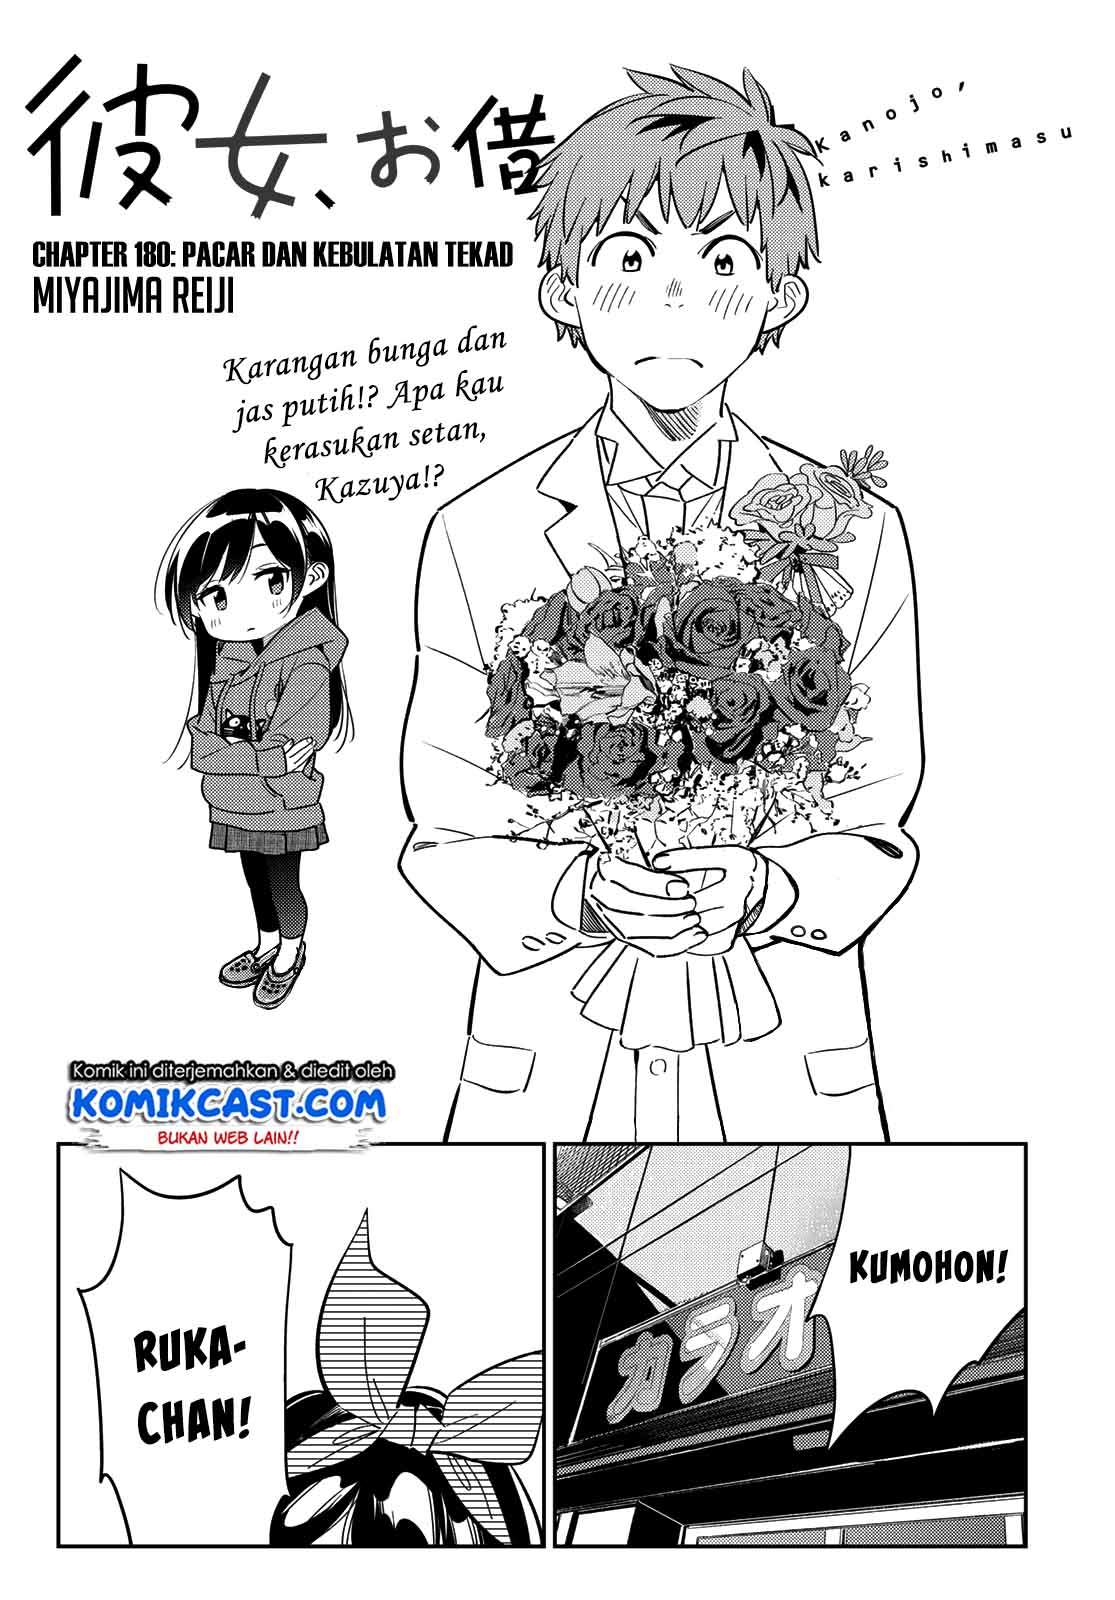 彼女、お借
Kanojo,
karishimasu
CHAPTER 180: PACAR DAN KEBULATAN TEKAD
MIYAJIMA REIJI
Karangan bunga dan
jas putih!? Apa kau
kerasukan setan,
Kazuya!?
Komik ini diterjemahkan & diedit oleh
KOMIKCAST.COM
BUKAN WEB LAIN!!
KUMOHON!
カラオ
RUKA-
CHAN!